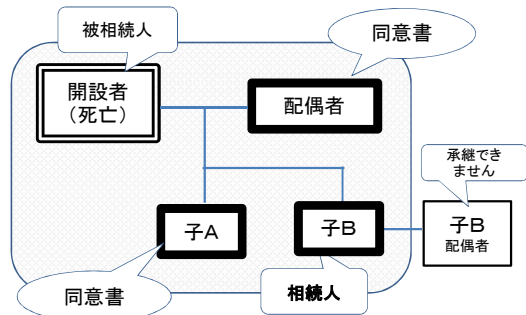 被相続人
同意書
開設者
（死亡）
配偶者
承継でき
ません
子A
子B
子B
配偶者
同意書
相続人